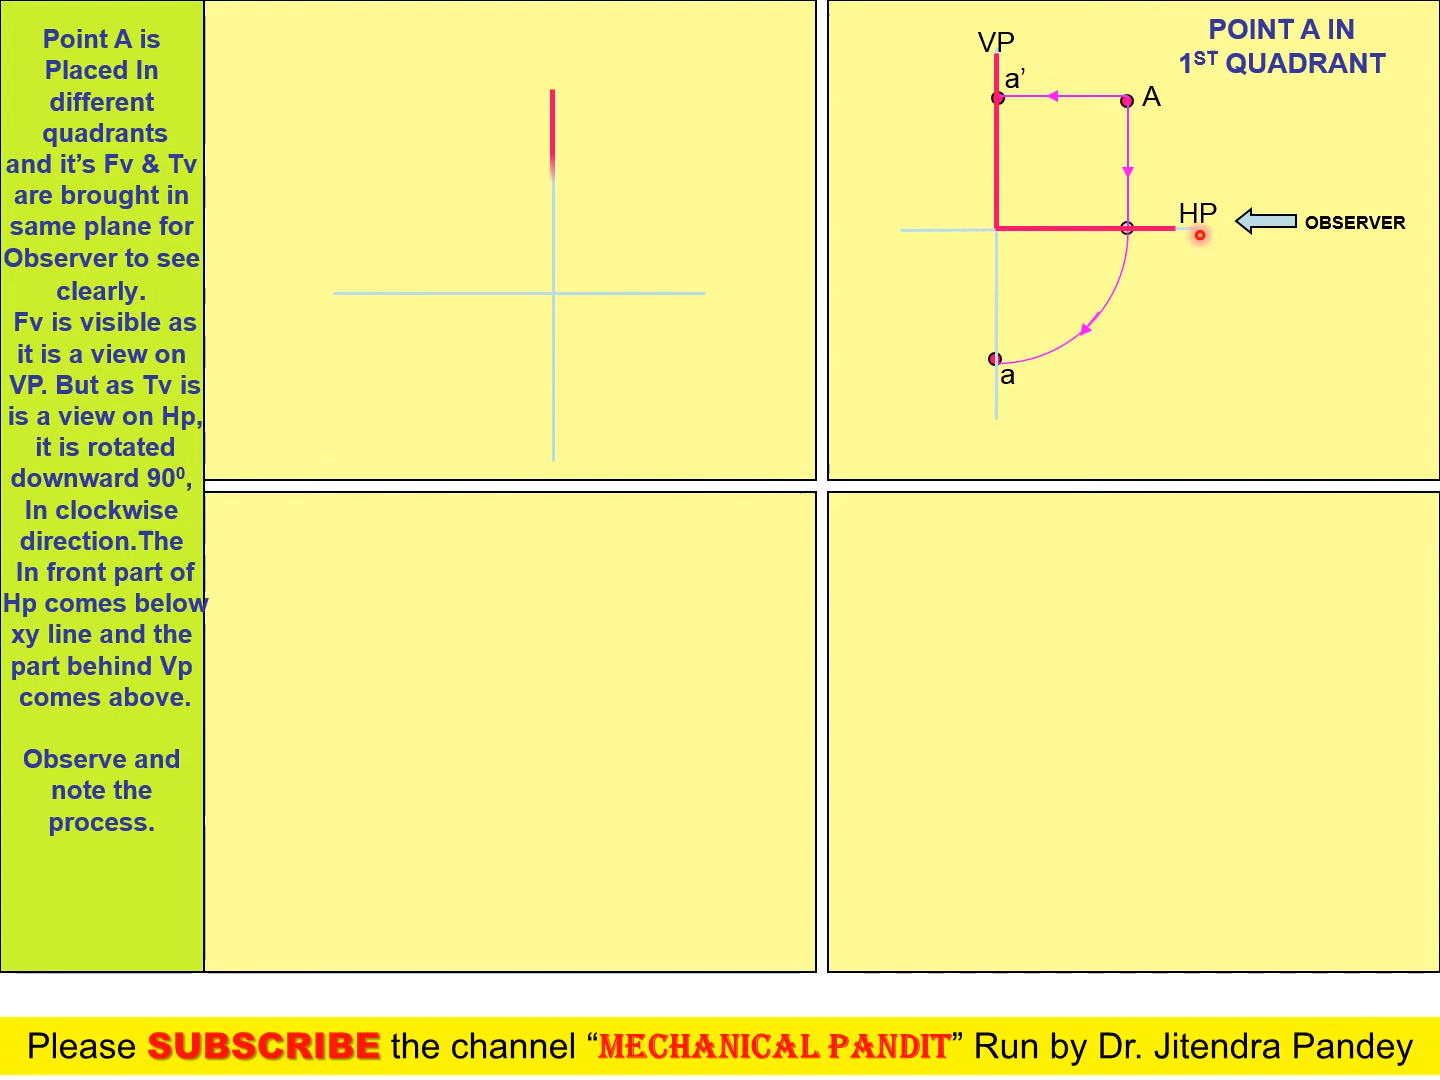 Point A is
Placed In
different
quadrants
and it’s Fv & Tv
are brought in
same plane for
Observer to see
clearly.
Fv is visible as
it is a view on
VP. But as Tv is
is a view on Hp,
it is rotated
downward 90⁰,
In clockwise
direction.The
In front part of
Hp comes below
xy line and the
part behind Vp
comes above.
Observe and
note the
process.
POINT A IN
1ST QUADRANT
VP
a’
A
HP
OBSERVER
a
Please SUBSCRIBE the channel “MECHANICAL PANDIT” Run by Dr. Jitendra Pandey